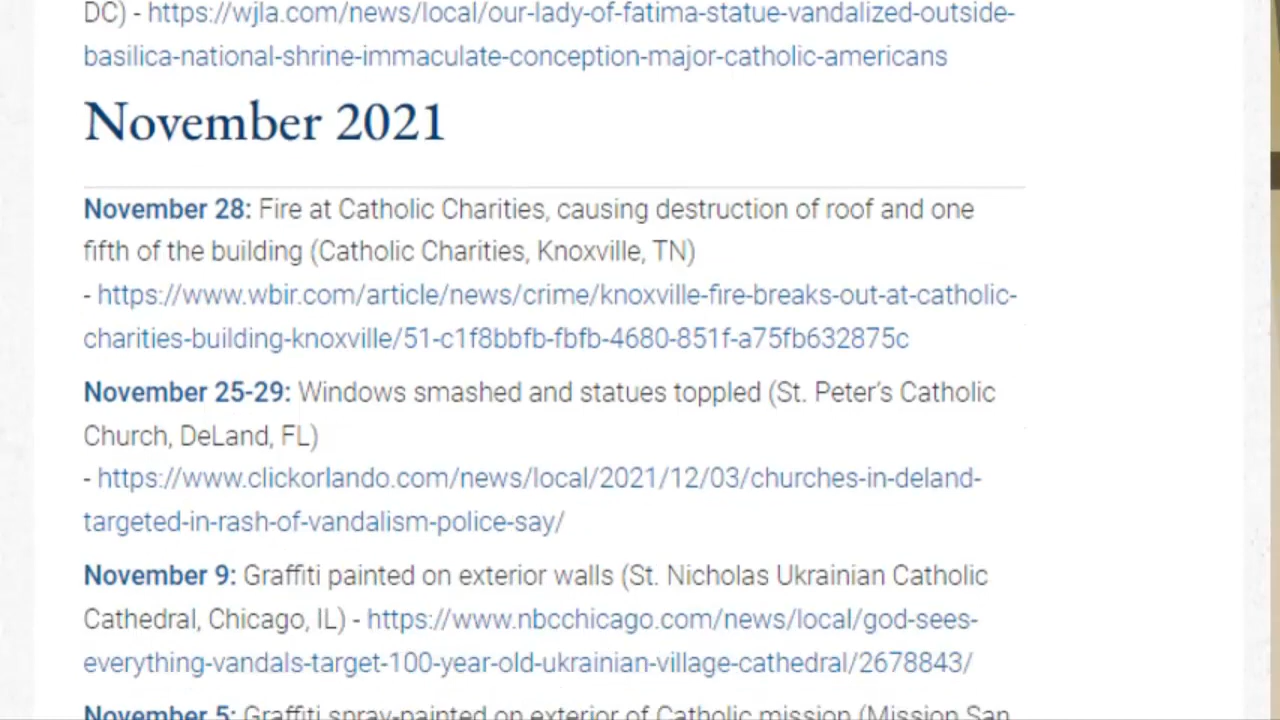 DC) - https://wjla.com/news/local/our-lady-of-fatima-statue-vandalized-outside-
basilica-national-shrine-immaculate-conception-major-catholic-americans
November 2021
November 28: Fire at Catholic Charities, causing destruction of roof and one
fifth of the building (Catholic Charities, Knoxville, TN)
- https://www.wbir.com/article/news/crime/knoxville-fire-breaks-out-at-catholic-
charities-building-knoxville/51-c1f8bbfb-fbfb-4680-851f-a75fb632875c
November 25-29: Windows smashed and statues toppled (St. Peter's Catholic
Church, DeLand, FL)
- https://www.clickorlando.com/news/local/2021/12/03/churches-in-deland-
targeted-in-rash-of-vandalism-police-say/
November 9: Graffiti painted on exterior walls (St. Nicholas Ukrainian Catholic
Cathedral, Chicago, IL) - https://www.nbcchicago.com/news/local/god-sees-
everything-vandals-target-100-year-old-ukrainian-village-cathedral/2678843/
November 5: Graffiti spray-painted on exterior of Catholic mission (Mission San